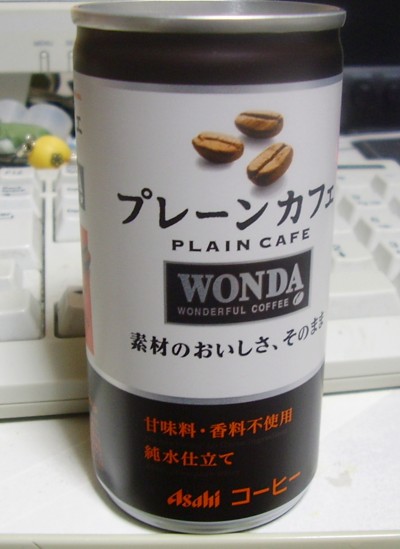 プレーンカフェ
PLAIN CAFE
WONDA
WONDERFUL COFFEE
素材のおいしさ、そのまま
甘味料・香料不使用
純水仕立て
Asahi コーヒー